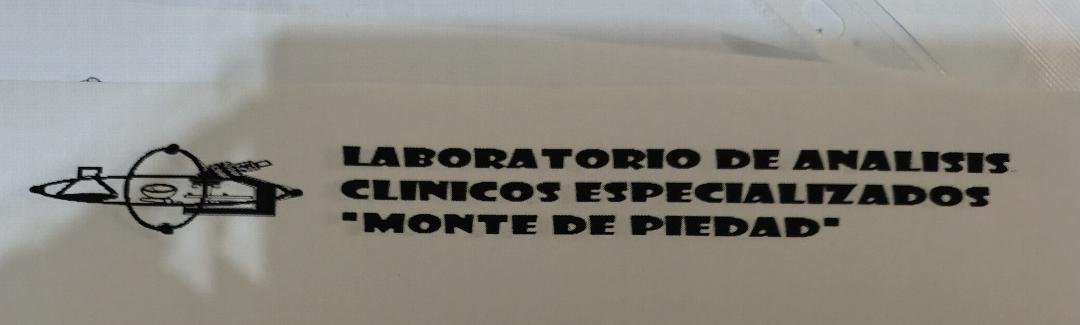 LABORATORIO DE ANALISIS
CLINICOS ESPECIALIZADOS
"MONTE DE PIEDAD"